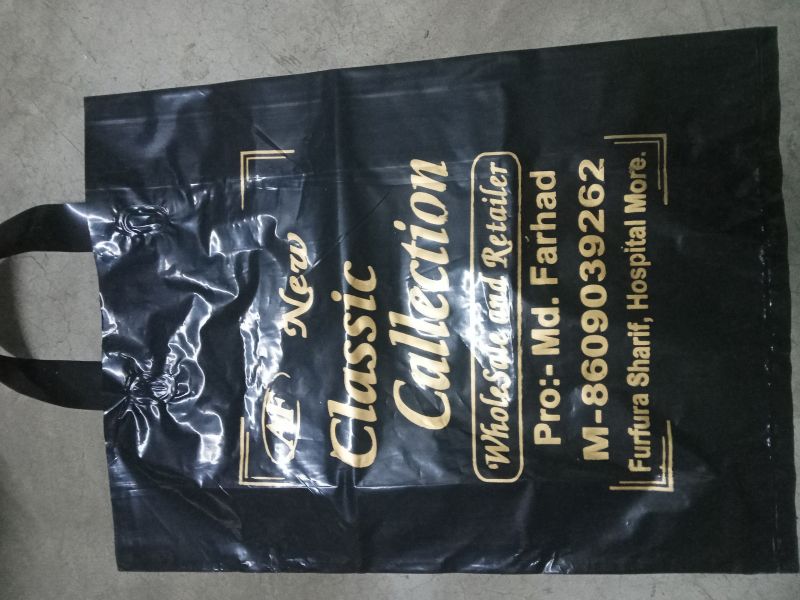 AF
New
Classic
Callection
WholeSale and Retailer
Pro:- Md. Farhad
M-8609039262
Furfura Sharif, Hospital More.